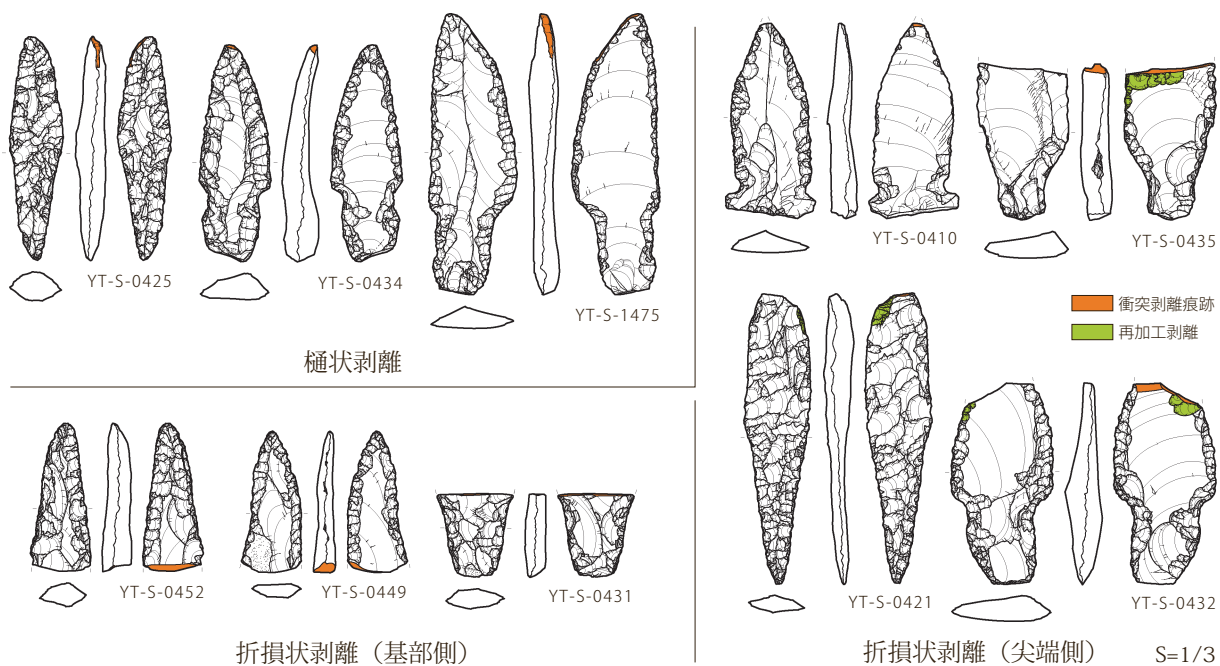 YT-S-0425
YT-S-0434
YT-S-1475
樋状剥離
YT-S-0410
YT-S-0435
衝突剥離痕跡
再加工剥離
YT-S-0452
YT-S-0449
YT-S-0431
折損状剥離（基部側）
YT-S-0421
YT-S-0432
折損状剥離（尖端側）
S=1/3